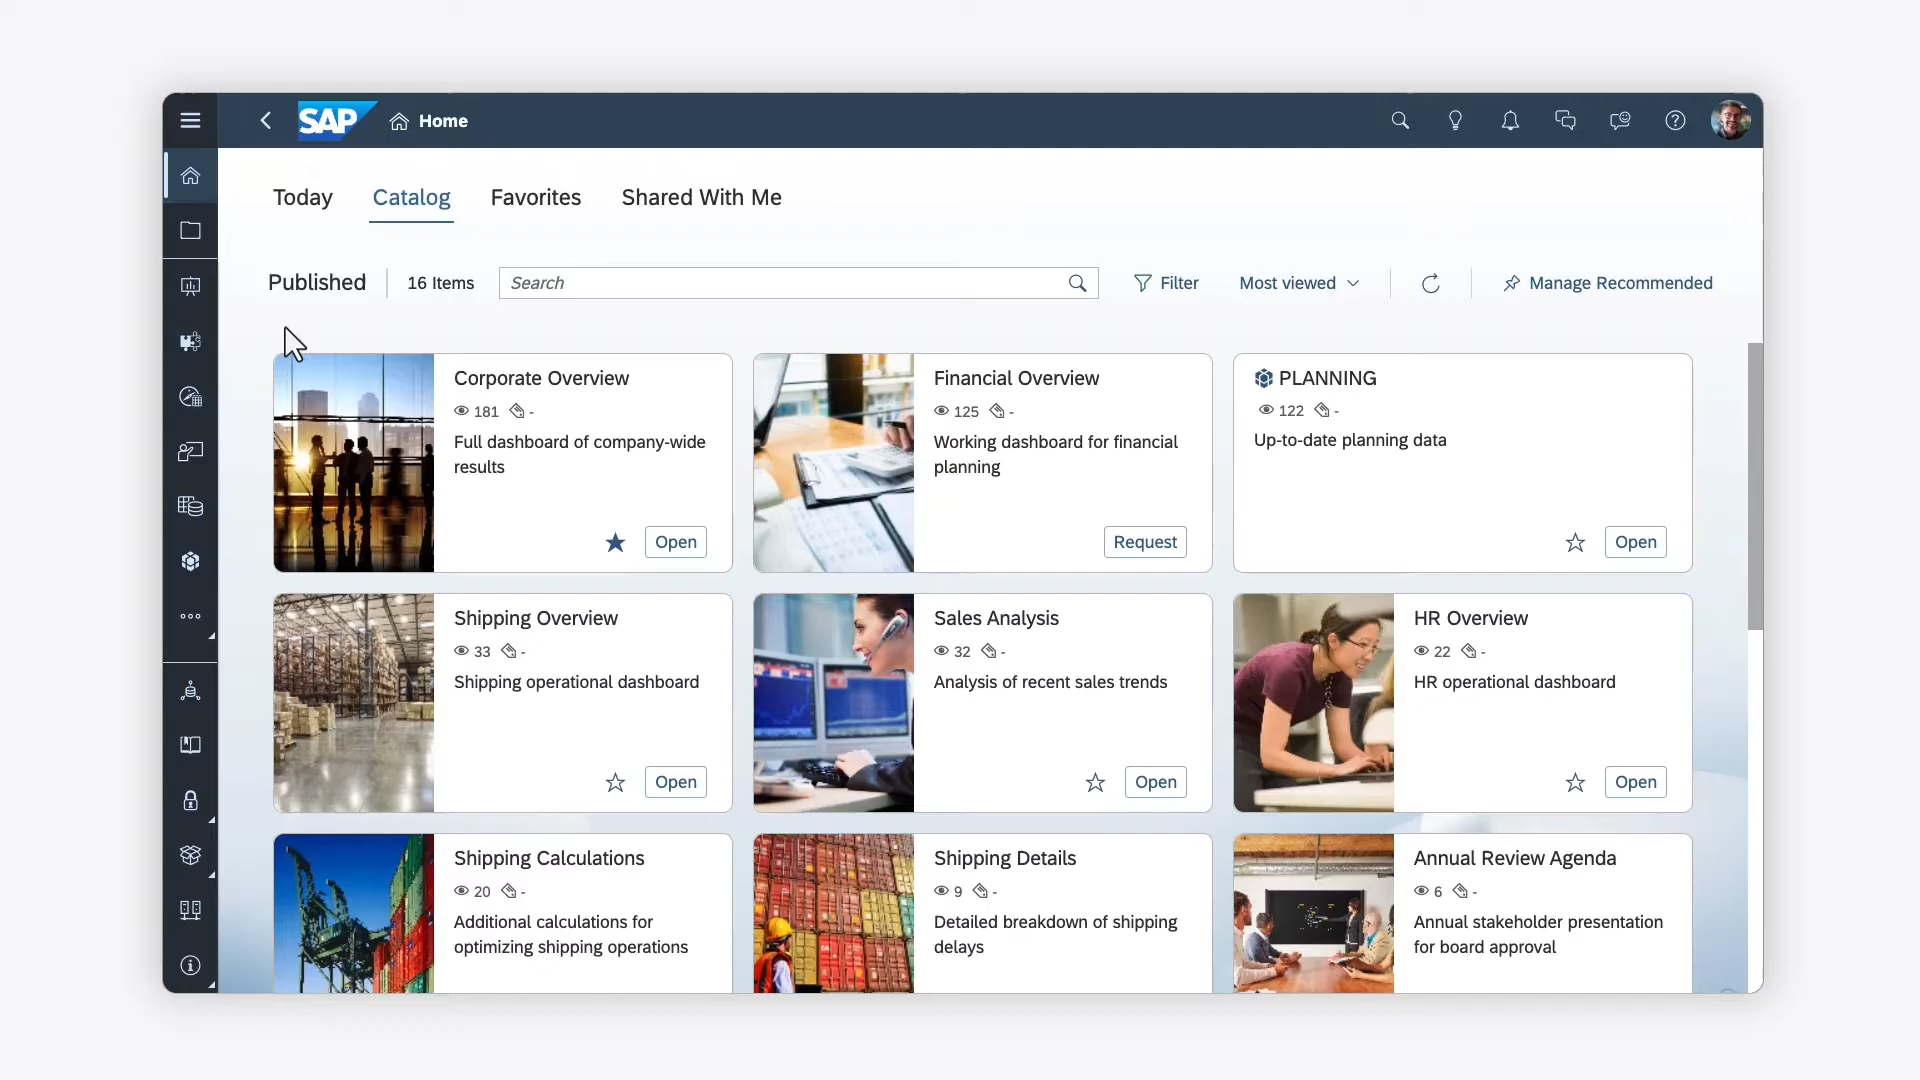 SAP Home
Today Catalog Favorites Shared With Me
Published 16 Items Search Filter Most viewed Manage Recommended
Corporate Overview
181 -
Full dashboard of company-wide
results
Open
Financial Overview
125 -
Working dashboard for financial
planning
Request
PLANNING
122 -
Up-to-date planning data
Open
Shipping Overview
33 -
Shipping operational dashboard
Open
Sales Analysis
32 -
Analysis of recent sales trends
Open
HR Overview
22 -
HR operational dashboard
Open
Shipping Calculations
20 -
Additional calculations for
optimizing shipping operations
Shipping Details
9 -
Detailed breakdown of shipping
delays
Annual Review Agenda
6 -
Annual stakeholder presentation
for board approval